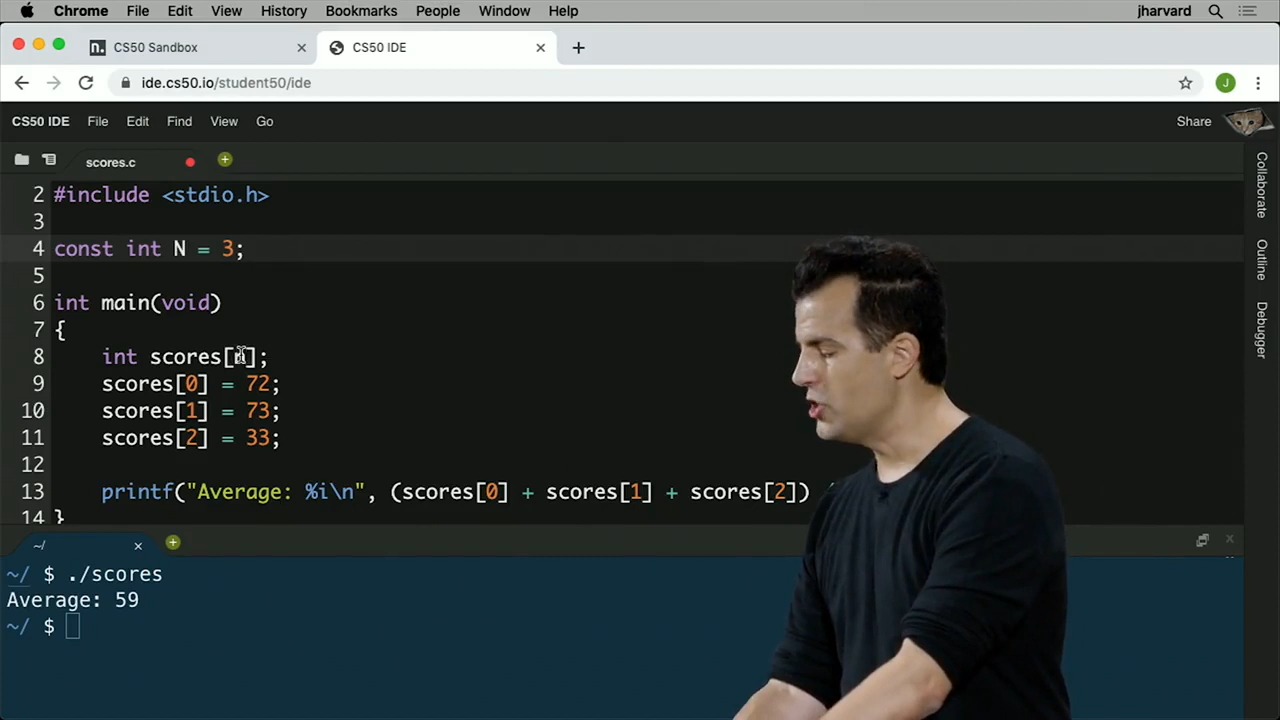 Chrome File Edit View History Bookmarks People Window Help jharvard
n. CS50 Sandbox CS50 IDE
ide.cs50.io/student50/ide J
CS50 IDE File Edit Find View Go Share
scores.c
2 #include <stdio.h>
3
4 const int N = 3;
5
6 int main(void)
7 {
8 int scores[ ];
9 scores[0] = 72;
10 scores[1] = 73;
11 scores[2] = 33;
12
13 printf("Average: %i\n", (scores[0] + scores[1] + scores[2])
14 }
Collaborate
Outline
Debugger
~/
~/ $ ./scores
Average: 59
~/ $